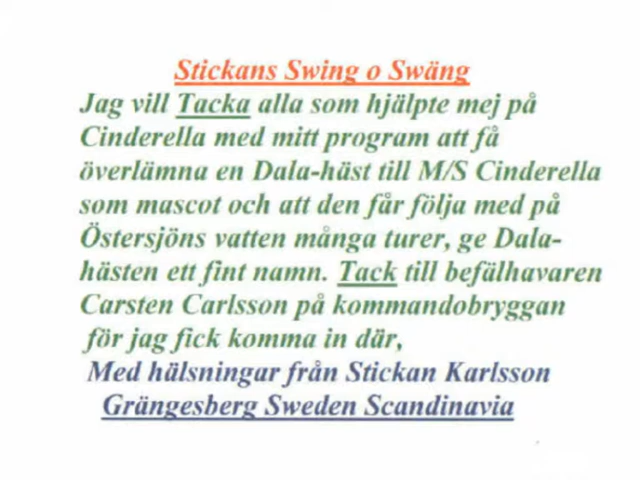 Stickans Swing o Swäng
Jag vill Tacka alla som hjälpte mej på
Cinderella med mitt program att få
överlämna en Dala-häst till M/S Cinderella
som mascot och att den får följa med på
Östersjöns vatten många turer, ge Dala-
hästen ett fint namn. Tack till befälhavaren
Carsten Carlsson på kommandobryggan
för jag fick komma in där,
Med hälsningar från Stickan Karlsson
Grängesberg Sweden Scandinavia